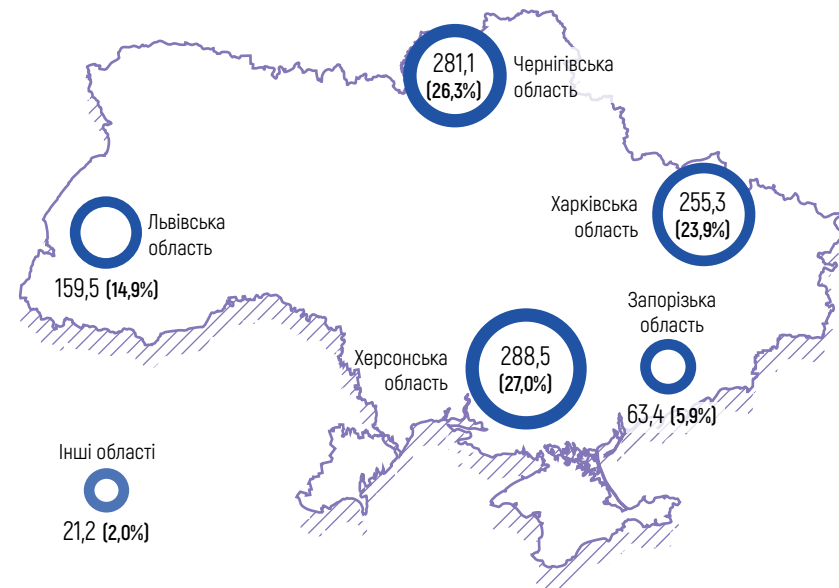 281,1
(26,3%)
Чернігівська
область
Львівська
область
159,5 (14,9%)
Харківська
область
255,3
(23,9%)
Запорізька
область
63,4 (5,9%)
Херсонська
область
288,5
(27,0%)
Інші області
21,2 (2,0%)